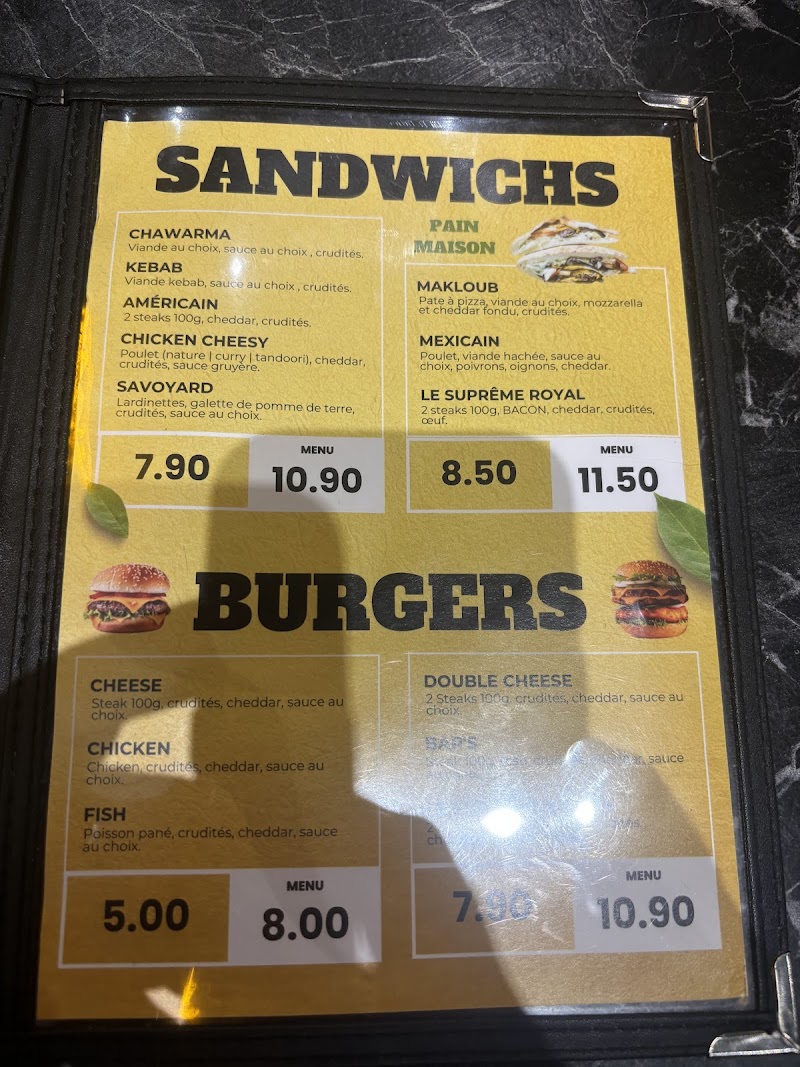 SANDWICHS
CHAWARMA
Viande au choix, sauce au choix , crudités.
KEBAB
Viande kebab, sauce au choix , crudités.
AMÉRICAIN
2 steaks 100g, cheddar, crudités.
CHICKEN CHEESY
Poulet (nature | curry | tandoori), cheddar,
crudités, sauce gruyère.
SAVOYARD
Lardinettes, galette de pomme de terre,
crudités, sauce au choix.
7.90
MENU
10.90
PAIN
MAISON
MAKLOUB
Pate à pizza, viande au choix, mozzarella
et cheddar fondu, crudités.
MEXICAIN
Poulet, viande hachée, sauce au
choix, poivrons, oignons, cheddar.
LE SUPRÊME ROYAL
2 steaks 100g, BACON, cheddar, crudités,
œuf.
8.50
MENU
11.50
BURGERS
CHEESE
Steak 100g, crudités, cheddar, sauce au
choix.
CHICKEN
Chicken, crudités, cheddar, sauce au
choix.
FISH
Poisson pané, crudités, cheddar, sauce
au choix.
5.00
MENU
8.00
DOUBLE CHEESE
2 Steaks 100g, crudités, cheddar, sauce au
choix.
BAP'S
sauce
7.90
MENU
10.90